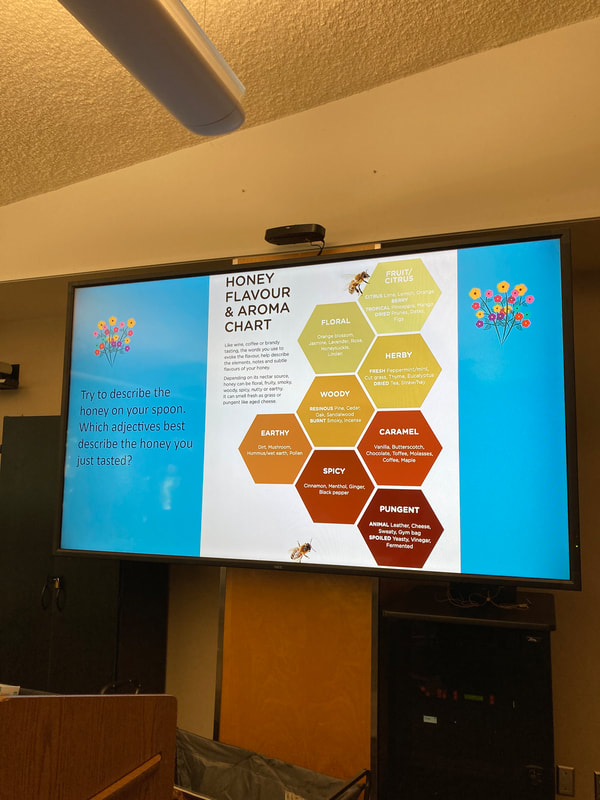 Try to describe the
honey on your spoon.
Which adjectives best
describe the honey you
just tasted?
HONEY
FLAVOUR
& AROMA
CHART
Like wine, coffee or brandy
tasting, the words you use to
evoke the flavour, help describe
the elements, notes and subtle
flavours of your honey.
Depending on its nectar source,
honey can be floral, fruity, smoky,
woody, spicy, nutty or earthy.
It can smell fresh as grass or
pungent like aged cheese.
FRUIT/
CITRUS
CITRUS Lime, Lemon, Orange
BERRY
TROPICAL Pineapple, Mango
DRIED Prunes, Dates,
Figs
FLORAL
Orange blossom,
Jasmine, Lavender, Rose
Honeysuckle,
Linden
HERBY
FRESH Peppermint/mint,
Cut grass, Thyme, Eucalyptus
DRIED Tea, Straw/hay
WOODY
RESINOUS Pine, Cedar,
Oak, Sandalwood
BURNT Smoky, Incense
EARTHY
Dirt, Mushroom,
Hummus/wet earth, Pollen
CARAMEL
Vanilla, Butterscotch,
Chocolate, Toffee, Molasses,
Coffee, Maple
SPICY
Cinnamon, Menthol, Ginger,
Black pepper
PUNGENT
ANIMAL Leather, Cheese,
Sweaty, Gym bag
SPOILED Yeasty, Vinegar,
Fermented